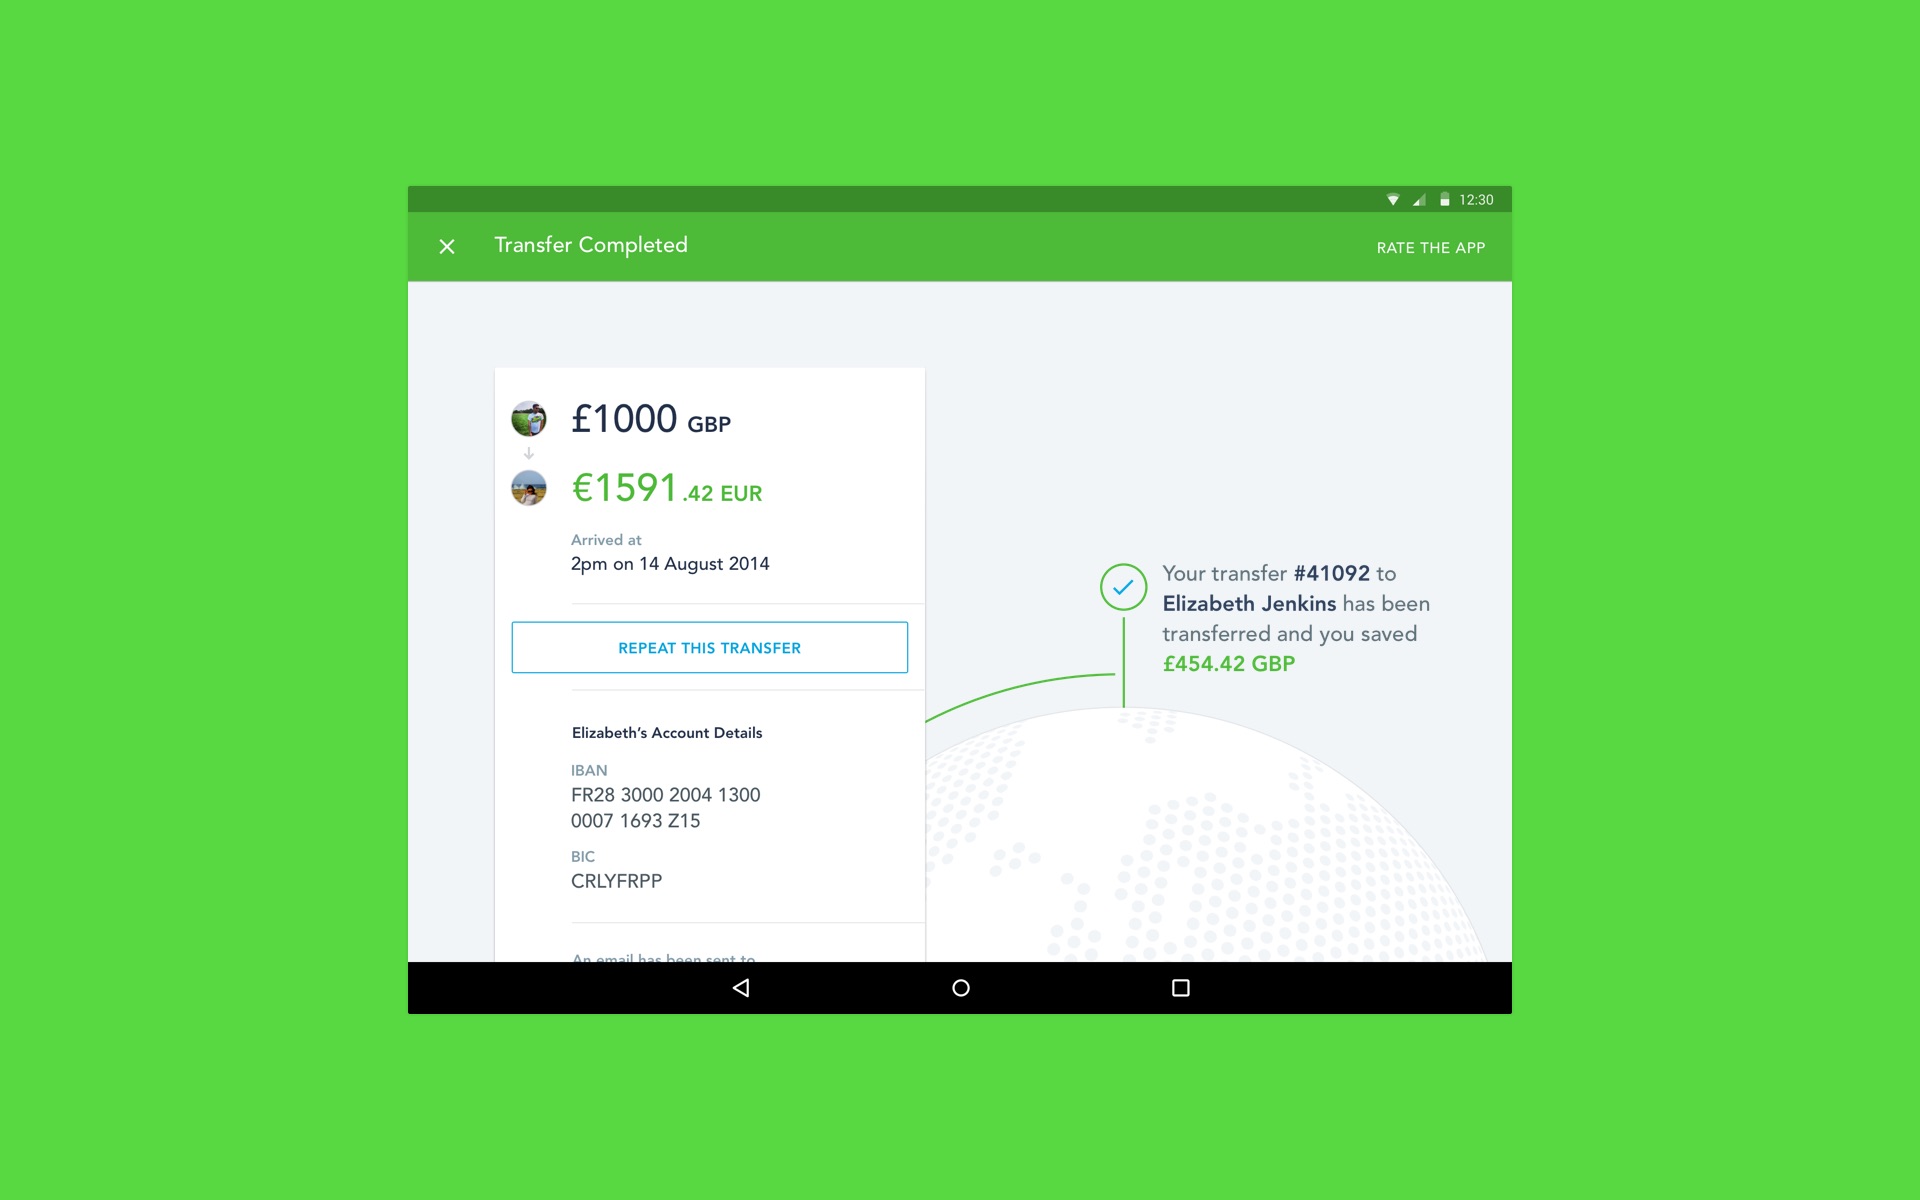 12:30
Transfer Completed
RATE THE APP
£1000 GBP
€1591.42 EUR
Arrived at
2pm on 14 August 2014
REPEAT THIS TRANSFER
Elizabeth’s Account Details
IBAN
FR28 3000 2004 1300
0007 1693 Z15
BIC
CRLYFRPP
An email has been sent to
Your transfer #41092 to
Elizabeth Jenkins has been
transferred and you saved
£454.42 GBP